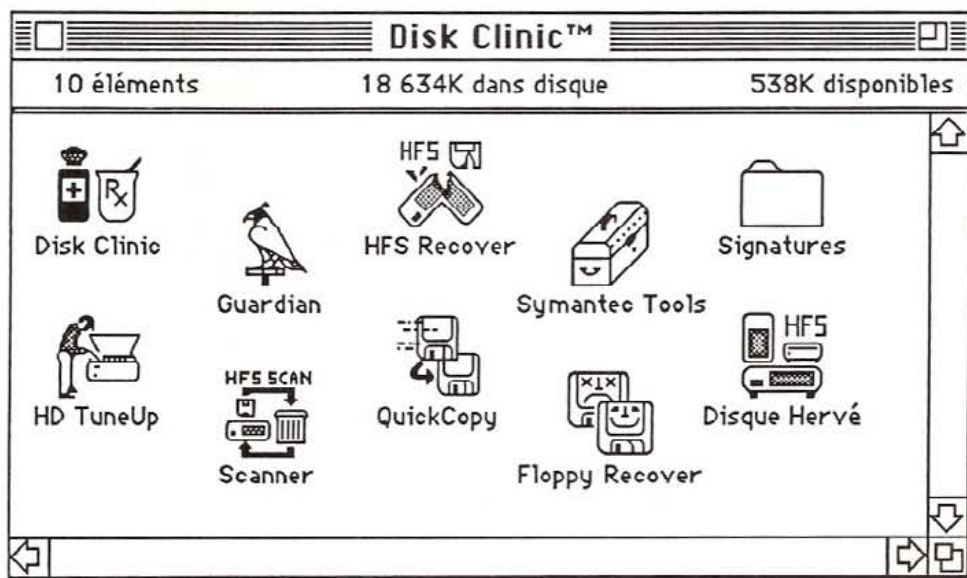 Disk Clinic™
10 éléments 18 634K dans disque 538K disponibles
HFS
Rx
Disk Clinic
HFS Recover
Signatures
Guardian
Symantec Tools
HFS
HD TuneUp
HFS SCAN
QuickCopy
Disque Hervé
Scanner
Floppy Recover